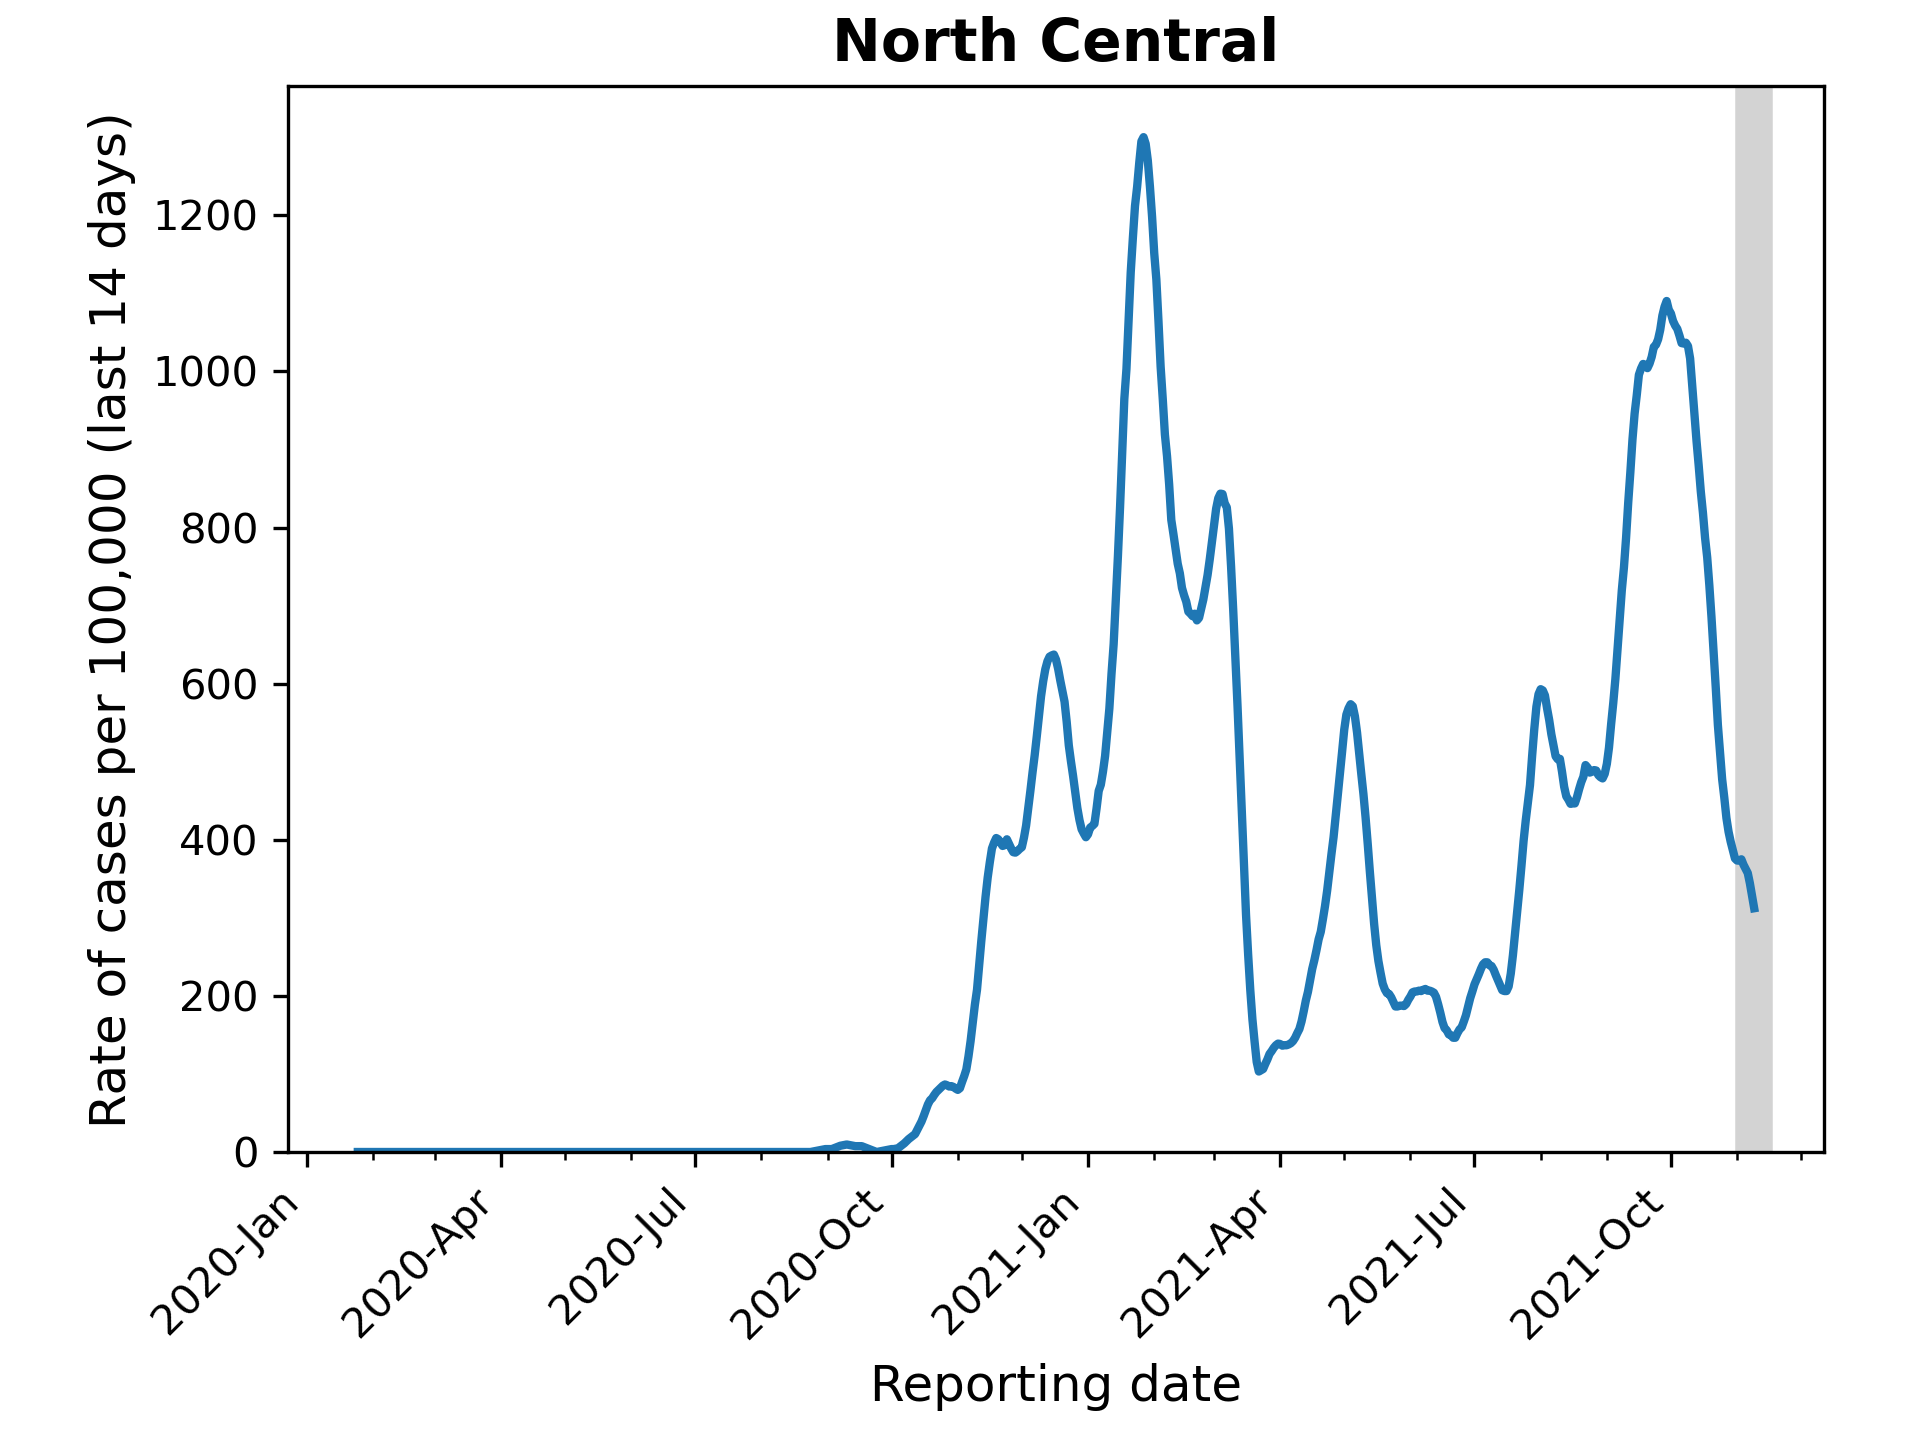 North Central
Rate of cases per 100,000 (last 14 days)
1200
1000
800
600
400
200
0
2020-Jan
2020-Apr
2020-Jul
2020-Oct
2021-Jan
2021-Apr
2021-Jul
2021-Oct
Reporting date